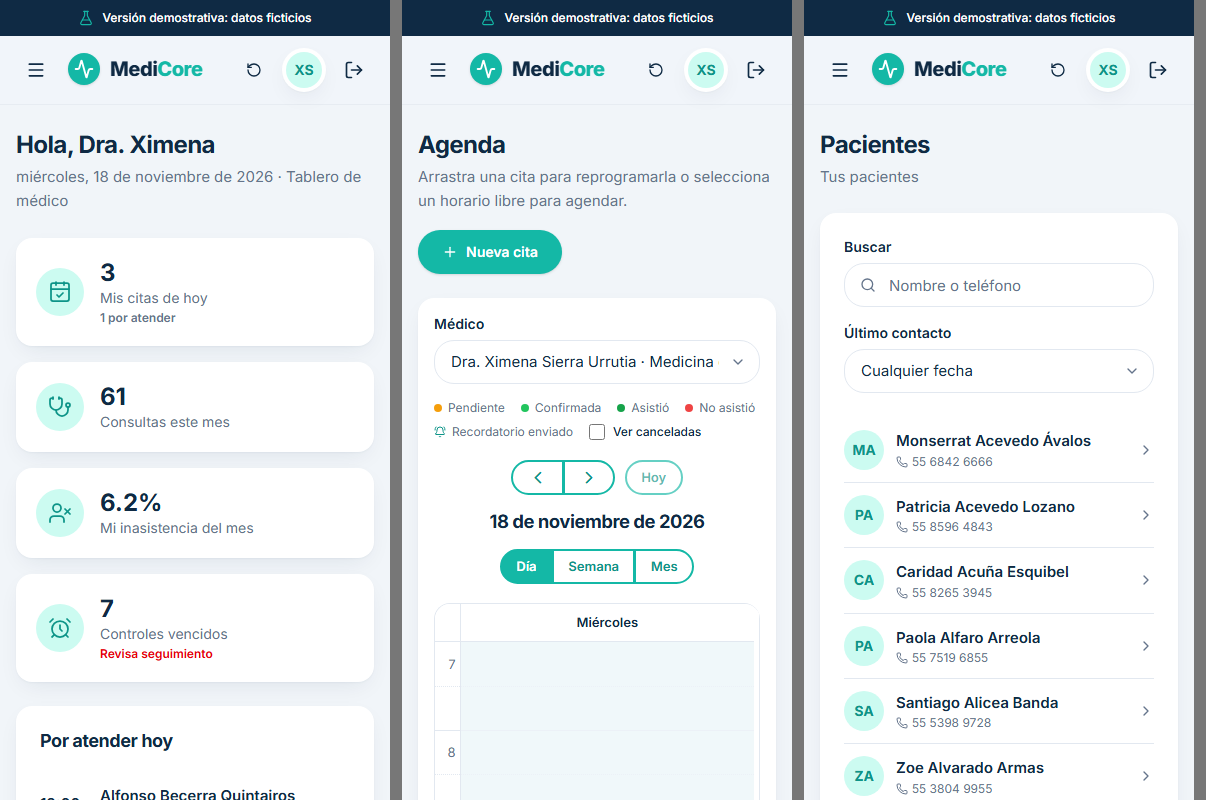 Versión demostrativa: datos ficticios
MediCore
XS
Hola, Dra. Ximena
miércoles, 18 de noviembre de 2026 · Tablero de
médico
3
Mis citas de hoy
1 por atender
61
Consultas este mes
6.2%
Mi inasistencia del mes
7
Controles vencidos
Revisa seguimiento
Por atender hoy
Alfonso Becerra Quintairos
Versión demostrativa: datos ficticios
MediCore
XS
Agenda
Arrastra una cita para reprogramarla o selecciona
un horario libre para agendar.
+ Nueva cita
Médico
Dra. Ximena Sierra Urrutia · Medicina
Pendiente Confirmada Asistió No asistió
Recordatorio enviado Ver canceladas
Hoy
18 de noviembre de 2026
Día Semana Mes
Miércoles
7
8
Versión demostrativa: datos ficticios
MediCore
XS
Pacientes
Tus pacientes
Buscar
Nombre o teléfono
Último contacto
Cualquier fecha
MA Monserrat Acevedo Ávalos
55 6842 6666
PA Patricia Acevedo Lozano
55 8596 4843
CA Caridad Acuña Esquibel
55 8265 3945
PA Paola Alfaro Arreola
55 7519 6855
SA Santiago Alicea Banda
55 5398 9728
ZA Zoe Alvarado Armas
55 3804 9955